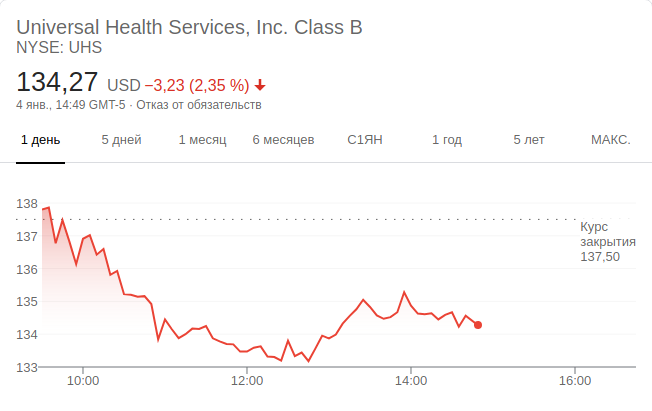 Universal Health Services, Inc. Class B
NYSE: UHS
134,27 USD −3,23 (2,35 %)
4 янв., 14:49 GMT-5 · Отказ от обязательств
1 день 5 дней 1 месяц 6 месяцев С1ЯН 1 год 5 лет МАКС.
138
Курс
137
закрытия
137,50
136
135
134
133
10:00 12:00 14:00 16:00